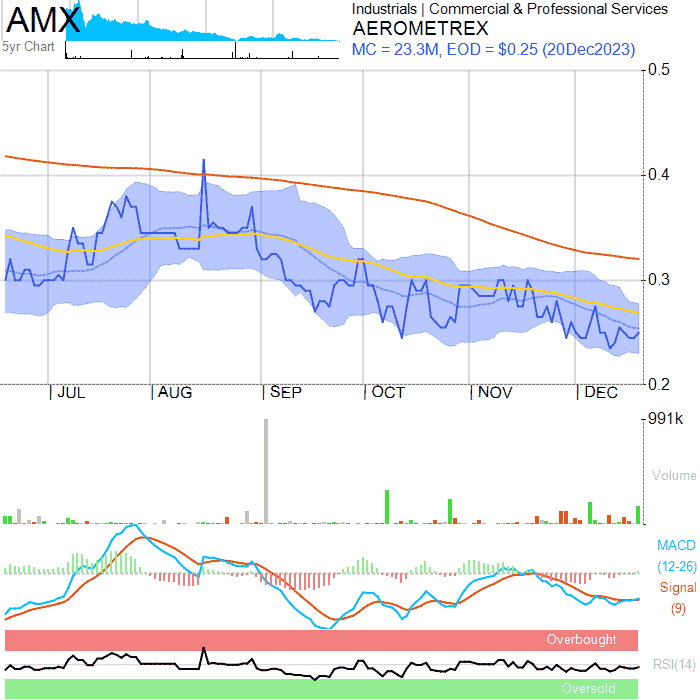 AMX
5yr Chart
Industrials | Commercial & Professional Services
AEROMETREX
MC = 23.3M, EOD = $0.25 (20Dec2023)
0.5
0.4
0.3
0.2
JUL
AUG
SEP
OCT
NOV
DEC
991k
Volume
MACD
(12-26)
Signal
(9)
Overbought
RSI(14)
Oversold